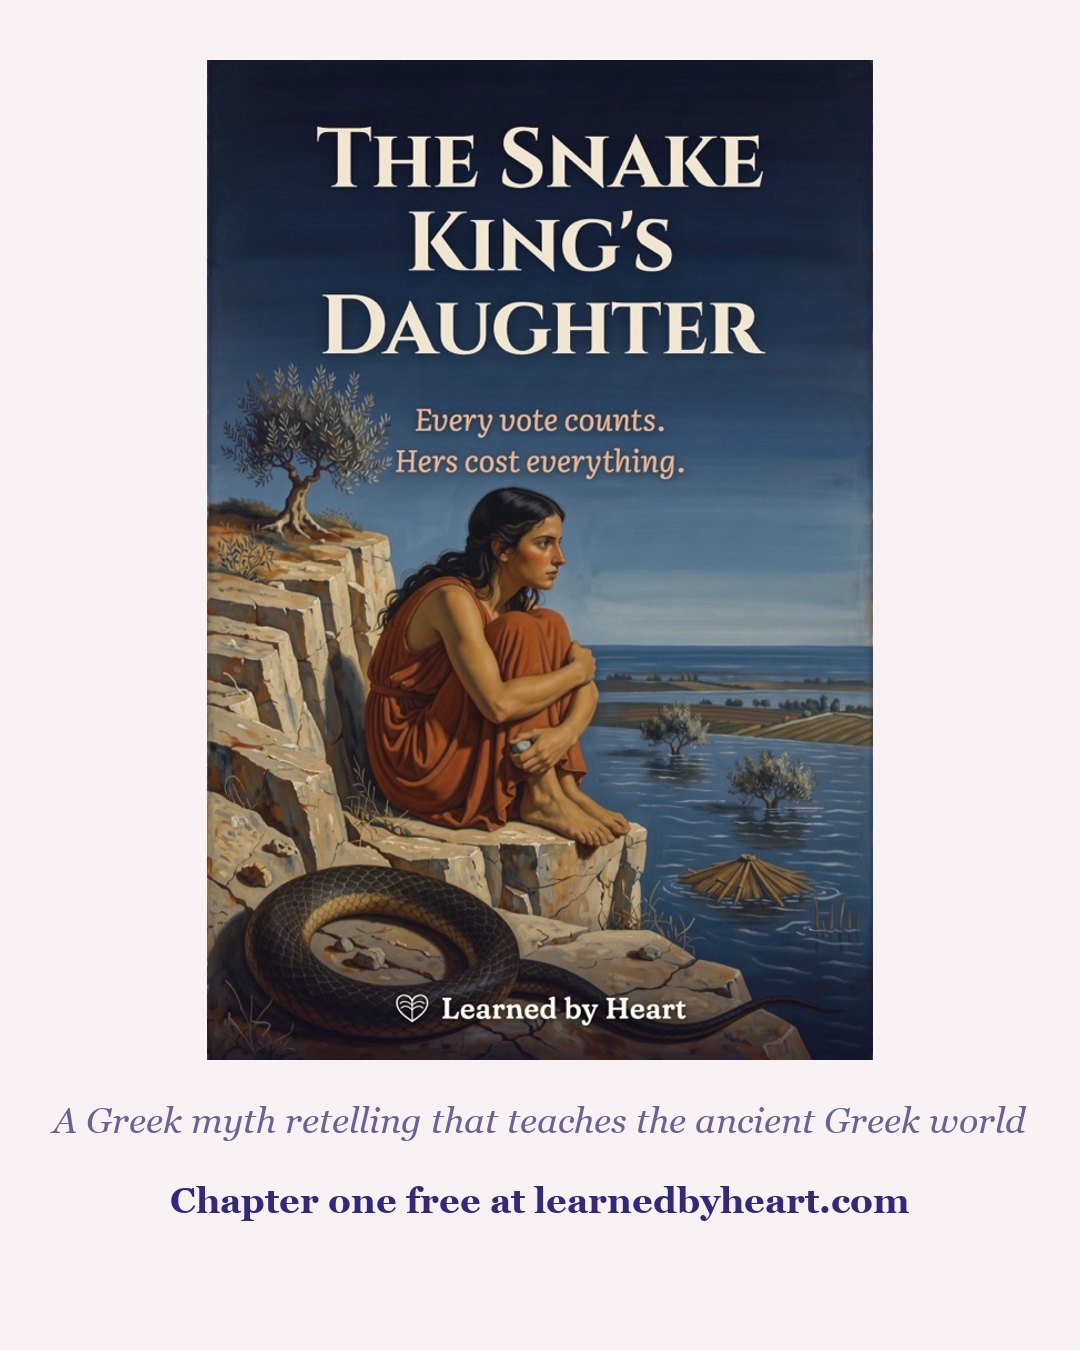 The Snake
King's
Daughter
Every vote counts.
Hers cost everything.
Learned by Heart
A Greek myth retelling that teaches the ancient Greek world
Chapter one free at learnedbyheart.com